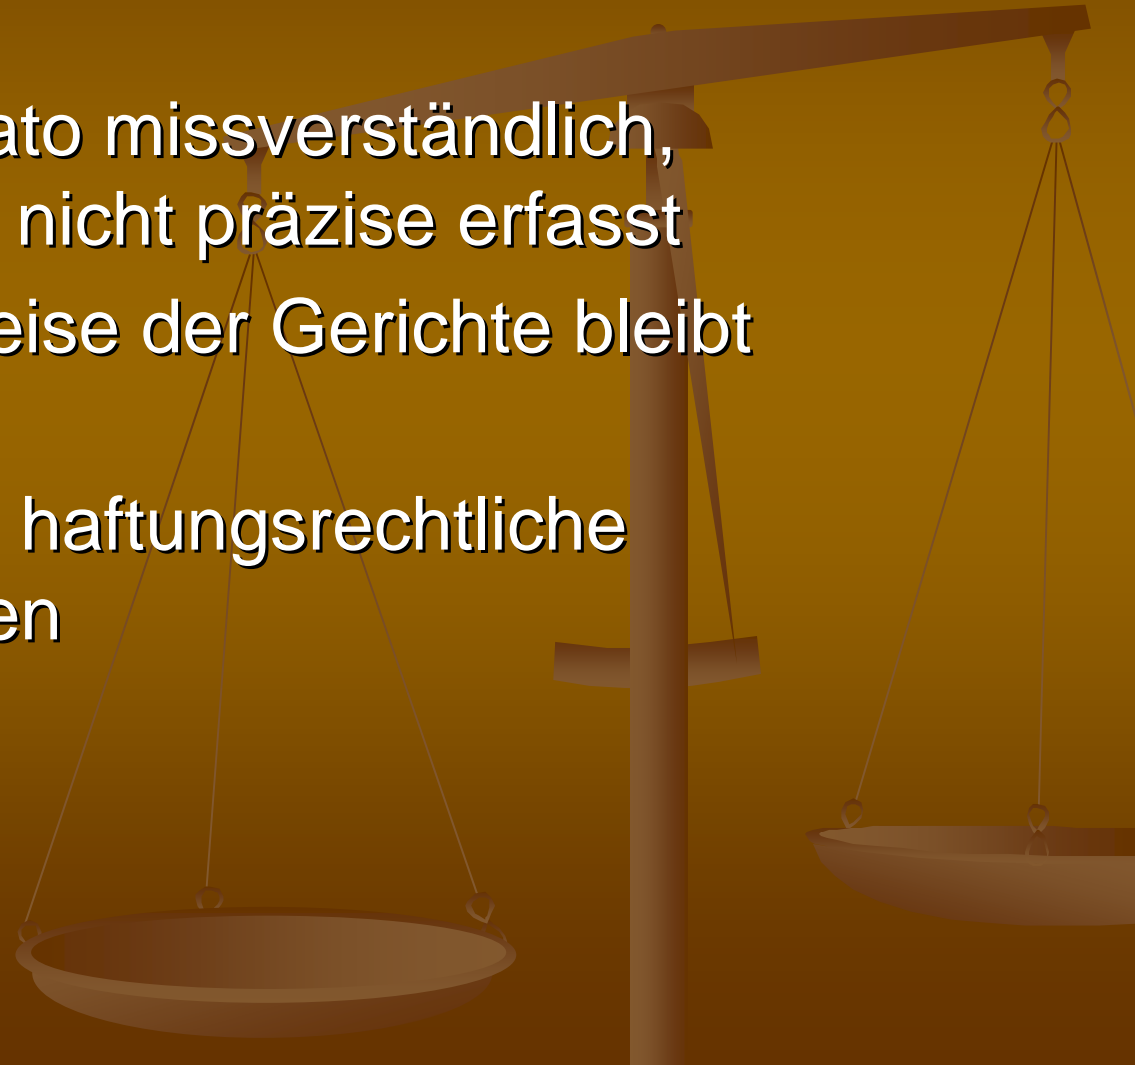 ato missverständlich,
nicht präzise erfasst
eise der Gerichte bleibt
haftungsrechtliche
en